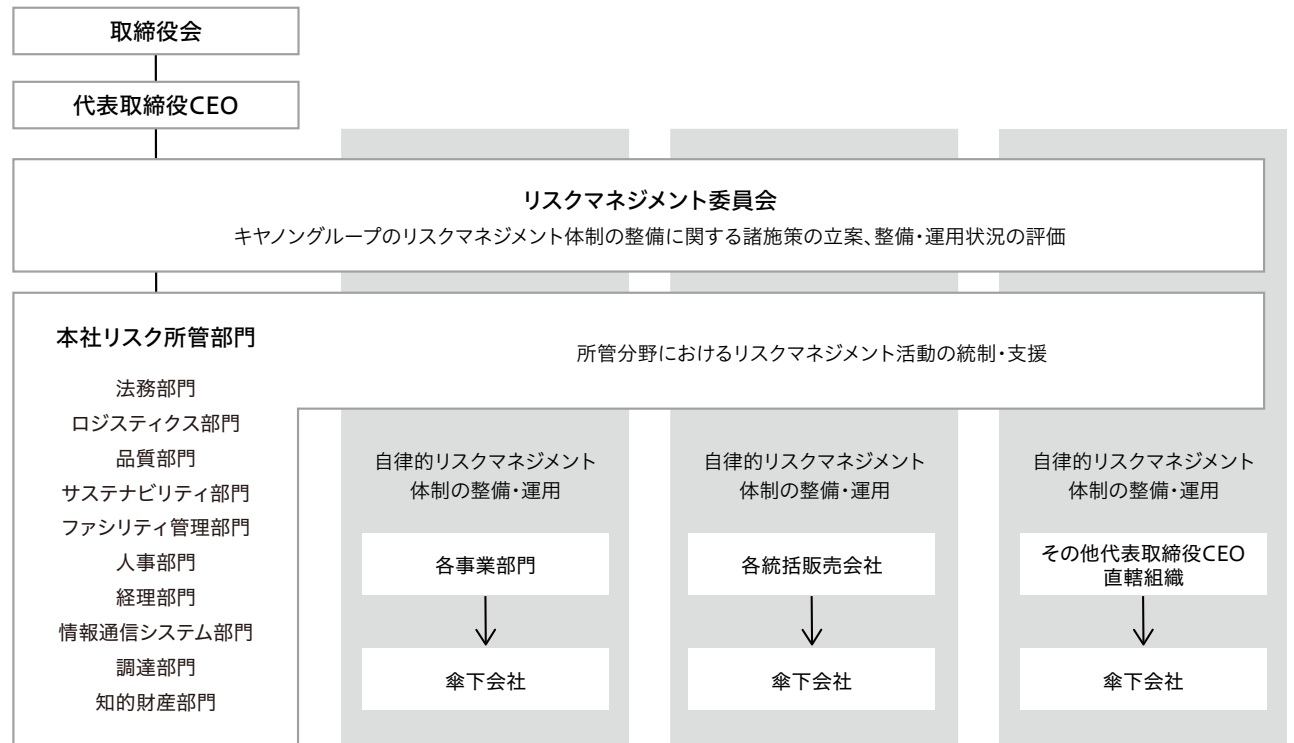 取締役会
代表取締役CEO
リスクマネジメント委員会
キヤノングループのリスクマネジメント体制の整備に関する諸施策の立案、整備・運用状況の評価
本社リスク所管部門
法務部門
ロジスティクス部門
品質部門
サステナビリティ部門
ファシリティ管理部門
人事部門
経理部門
情報通信システム部門
調達部門
知的財産部門
所管分野におけるリスクマネジメント活動の統制・支援
自律的リスクマネジメント
体制の整備・運用
各事業部門
傘下会社
自律的リスクマネジメント
体制の整備・運用
各統括販売会社
傘下会社
自律的リスクマネジメント
体制の整備・運用
その他代表取締役CEO
直轄組織
傘下会社